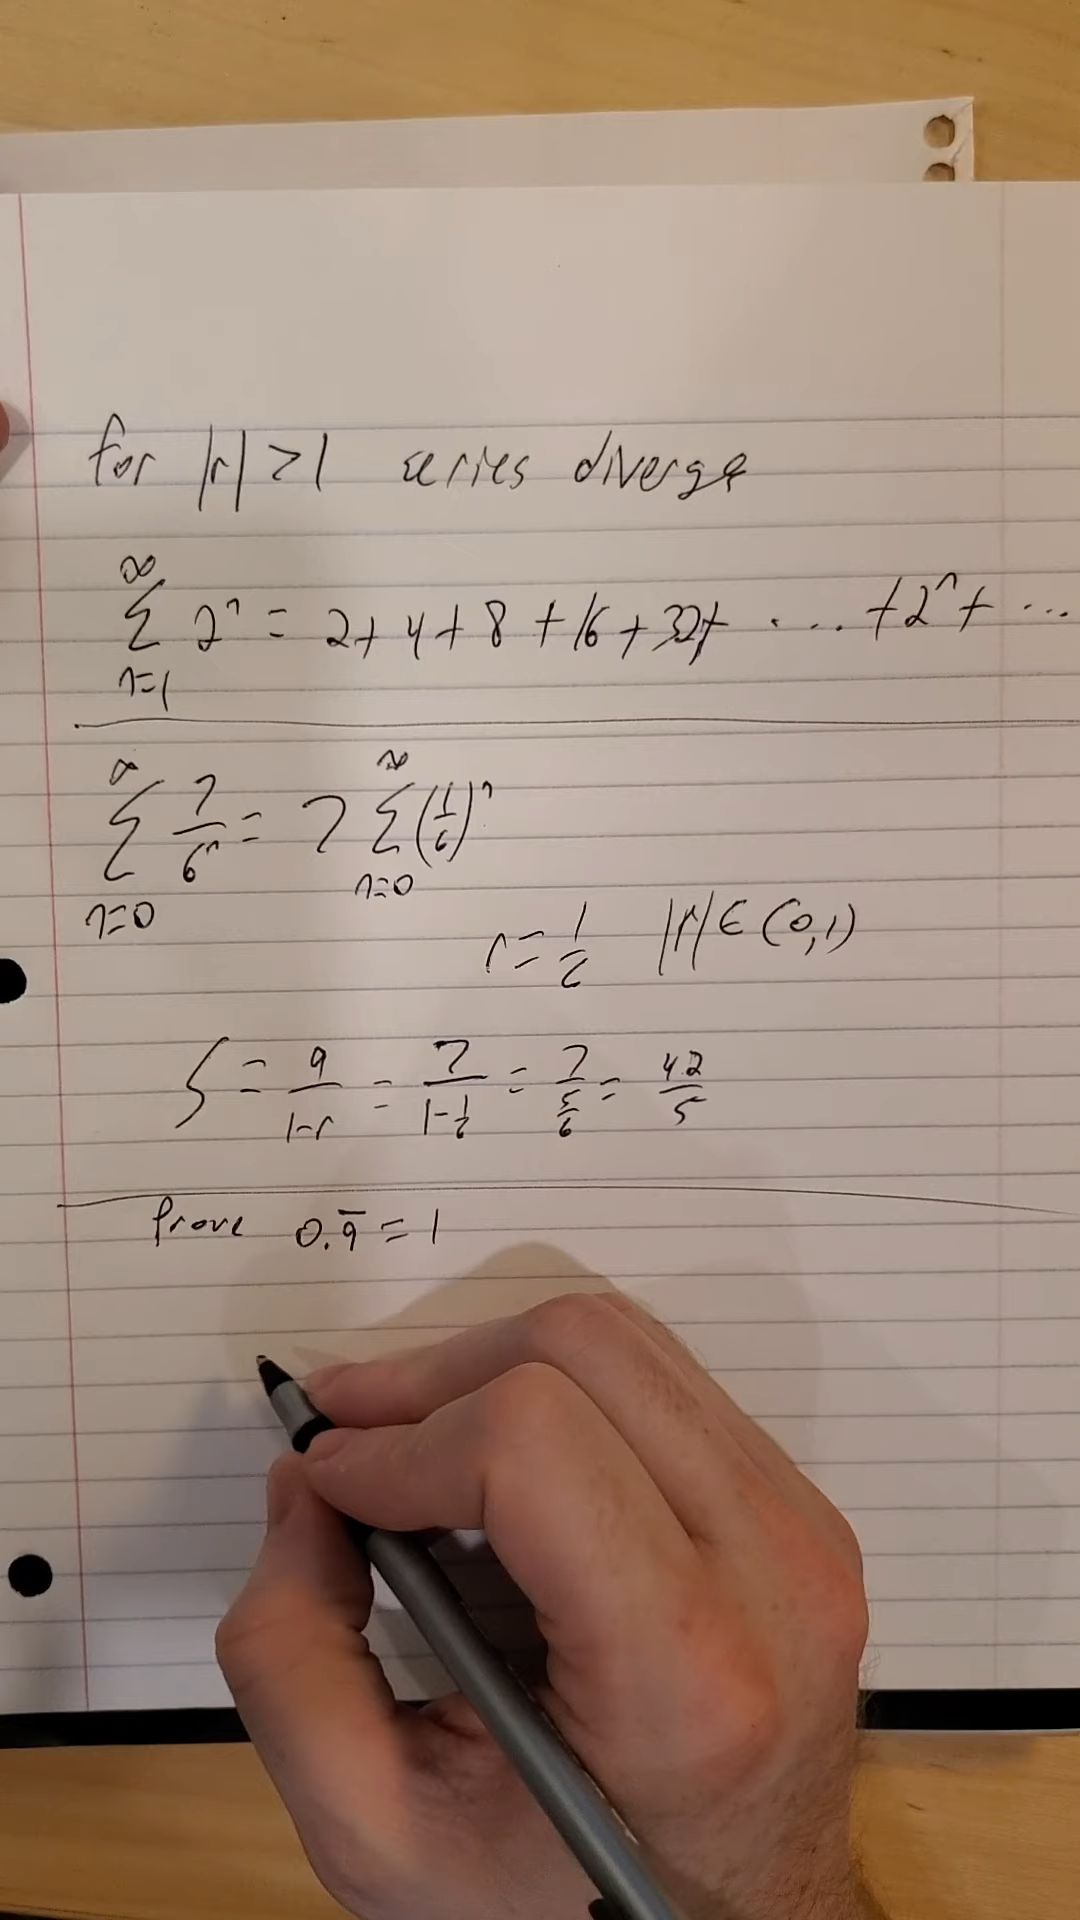 for |r| > 1 series diverge
∞
∑ 2ⁿ = 2 + 4 + 8 + 16 + 32 + ..... + 2ⁿ + ...
n=1
∞ ∞
∑ 7/6ⁿ = 7 ∑ (1/6)ⁿ
n=0 n=0
r = 1/6 |r| ∈ (0,1)
S = a/(1-r) = 7/(1-1/6) = 7/(5/6) = 42/5
Prove 0.9̅ = 1